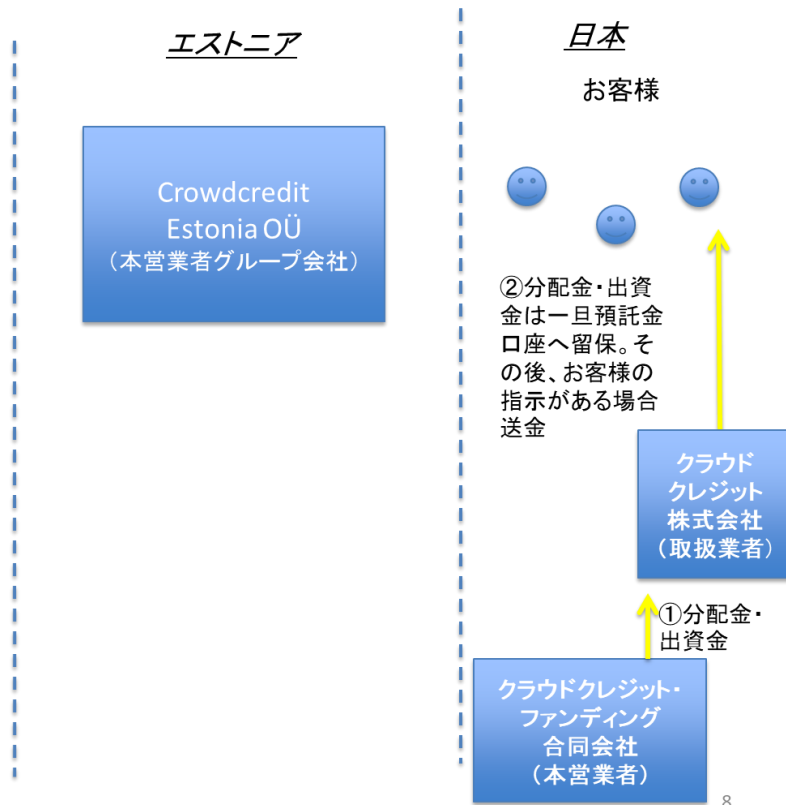 エストニア
Crowdcredit
Estonia OÜ
（本営業者グループ会社）
日本
お客様
②分配金・出資
金は一旦預託金
口座へ留保。そ
の後、お客様の
指示がある場合
送金
クラウド
クレジット
株式会社
（取扱業者）
①分配金・
出資金
クラウドクレジット・
ファンディング
合同会社
（本営業者）
8